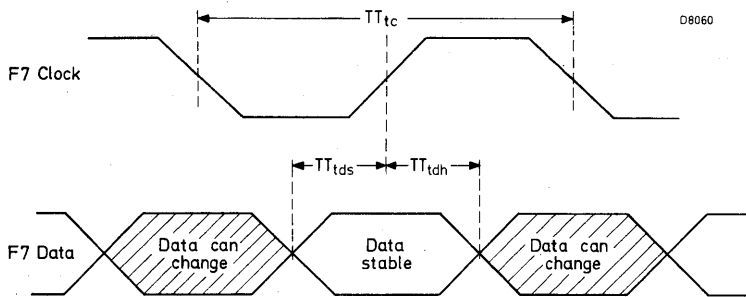 TTtc
D8060
F7 Clock
TTtds
TTtdh
F7 Data
Data can
change
Data
stable
Data can
change